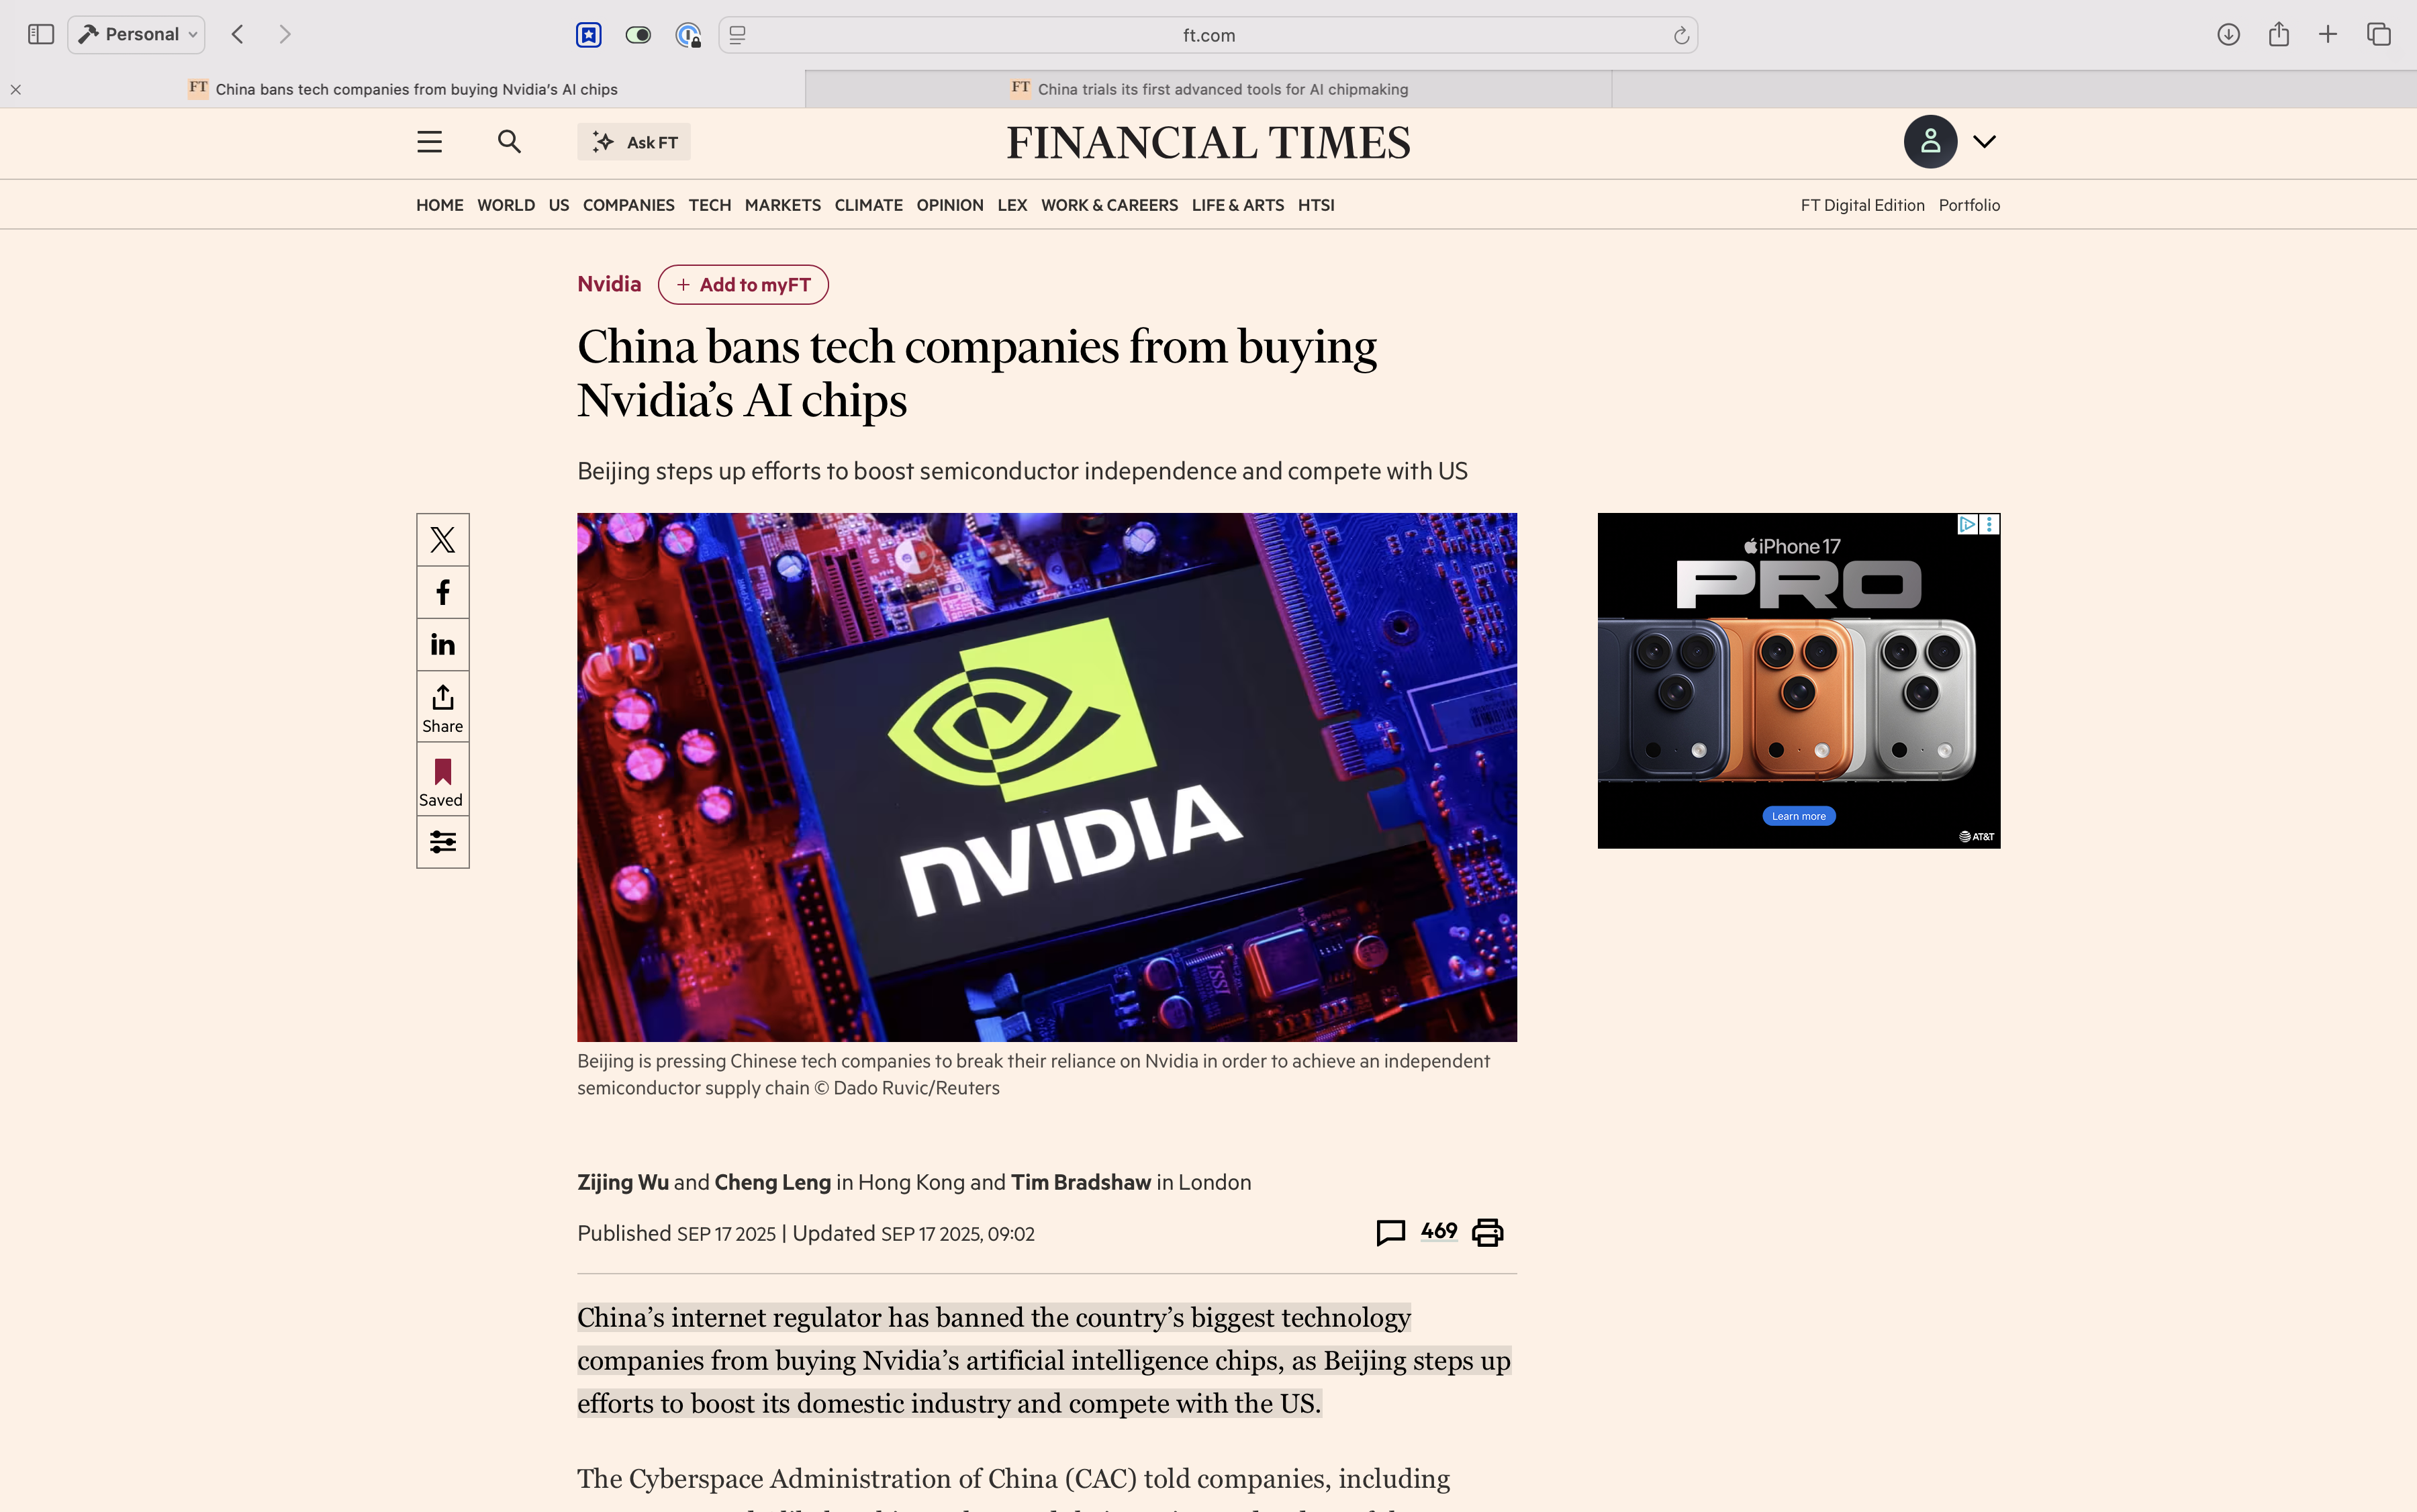 Personal
ft.com
FT China bans tech companies from buying Nvidia’s AI chips
FT China trials its first advanced tools for AI chipmaking
Ask FT
FINANCIAL TIMES
HOME WORLD US COMPANIES TECH MARKETS CLIMATE OPINION LEX WORK & CAREERS LIFE & ARTS HTSI
FT Digital Edition Portfolio
Nvidia + Add to myFT
China bans tech companies from buying
Nvidia’s AI chips
Beijing steps up efforts to boost semiconductor independence and compete with US
X
f
in
Share
Saved
NVIDIA
ISSI
iPhone 17
PRO
Learn more
AT&T
Beijing is pressing Chinese tech companies to break their reliance on Nvidia in order to achieve an independent
semiconductor supply chain © Dado Ruvic/Reuters
Zijing Wu and Cheng Leng in Hong Kong and Tim Bradshaw in London
Published SEP 17 2025 | Updated SEP 17 2025, 09:02
469
China’s internet regulator has banned the country’s biggest technology
companies from buying Nvidia’s artificial intelligence chips, as Beijing steps up
efforts to boost its domestic industry and compete with the US.
The Cyberspace Administration of China (CAC) told companies, including